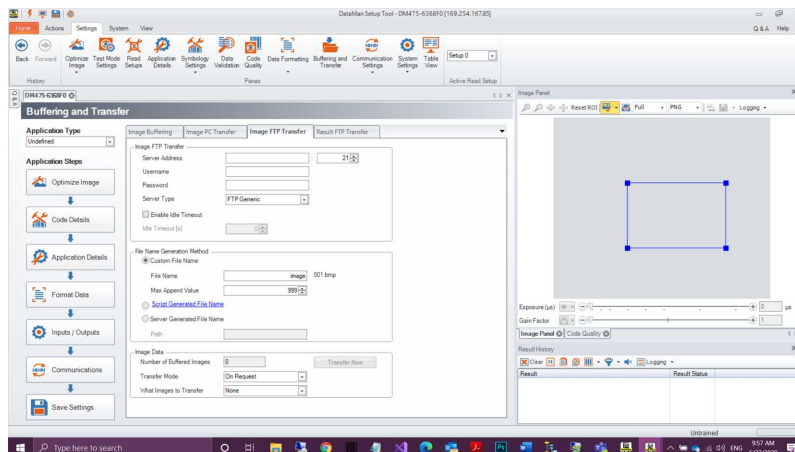 DataMan Setup Tool - DM475-6368F0 [169.254.167.85]
Home Actions Settings System View
Q & A Help
Back Forward Optimize Image Test Mode Settings Read Setups Application Details Symbology Settings Data Validation Code Quality Data Formatting Buffering and Transfer Communication Settings System Settings Table View Setup 0
History Panes Active Read Setup
Q & A
DM475-6368F0
Buffering and Transfer
Application Type
Undefined
Application Steps
Optimize Image
Code Details
Application Details
Format Data
Inputs / Outputs
Communications
Save Settings
Image Buffering Image PC Transfer Image FTP Transfer Result FTP Transfer
Image FTP Transfer
Server Address : 21
Username
Password
Server Type FTPGeneric
Enable Idle Timeout
Idle Timeout [s] 0
File Name Generation Method
Custom File Name
File Name image 001.bmp
Max Append Value 999
Script Generated File Name
Server Generated File Name
Path
Image Data
Number of Buffered Images 0 Transfer Now
Transfer Mode On Request
What Images to Transfer None
Image Panel
Reset ROI Full PNG Logging
Exposure (µs) 0 µs
Gain Factor 1
Image Panel Code Quality
Result History
Clear Logging
Result Result Status
Untrained
Type here to search
ENG 9:57 AM